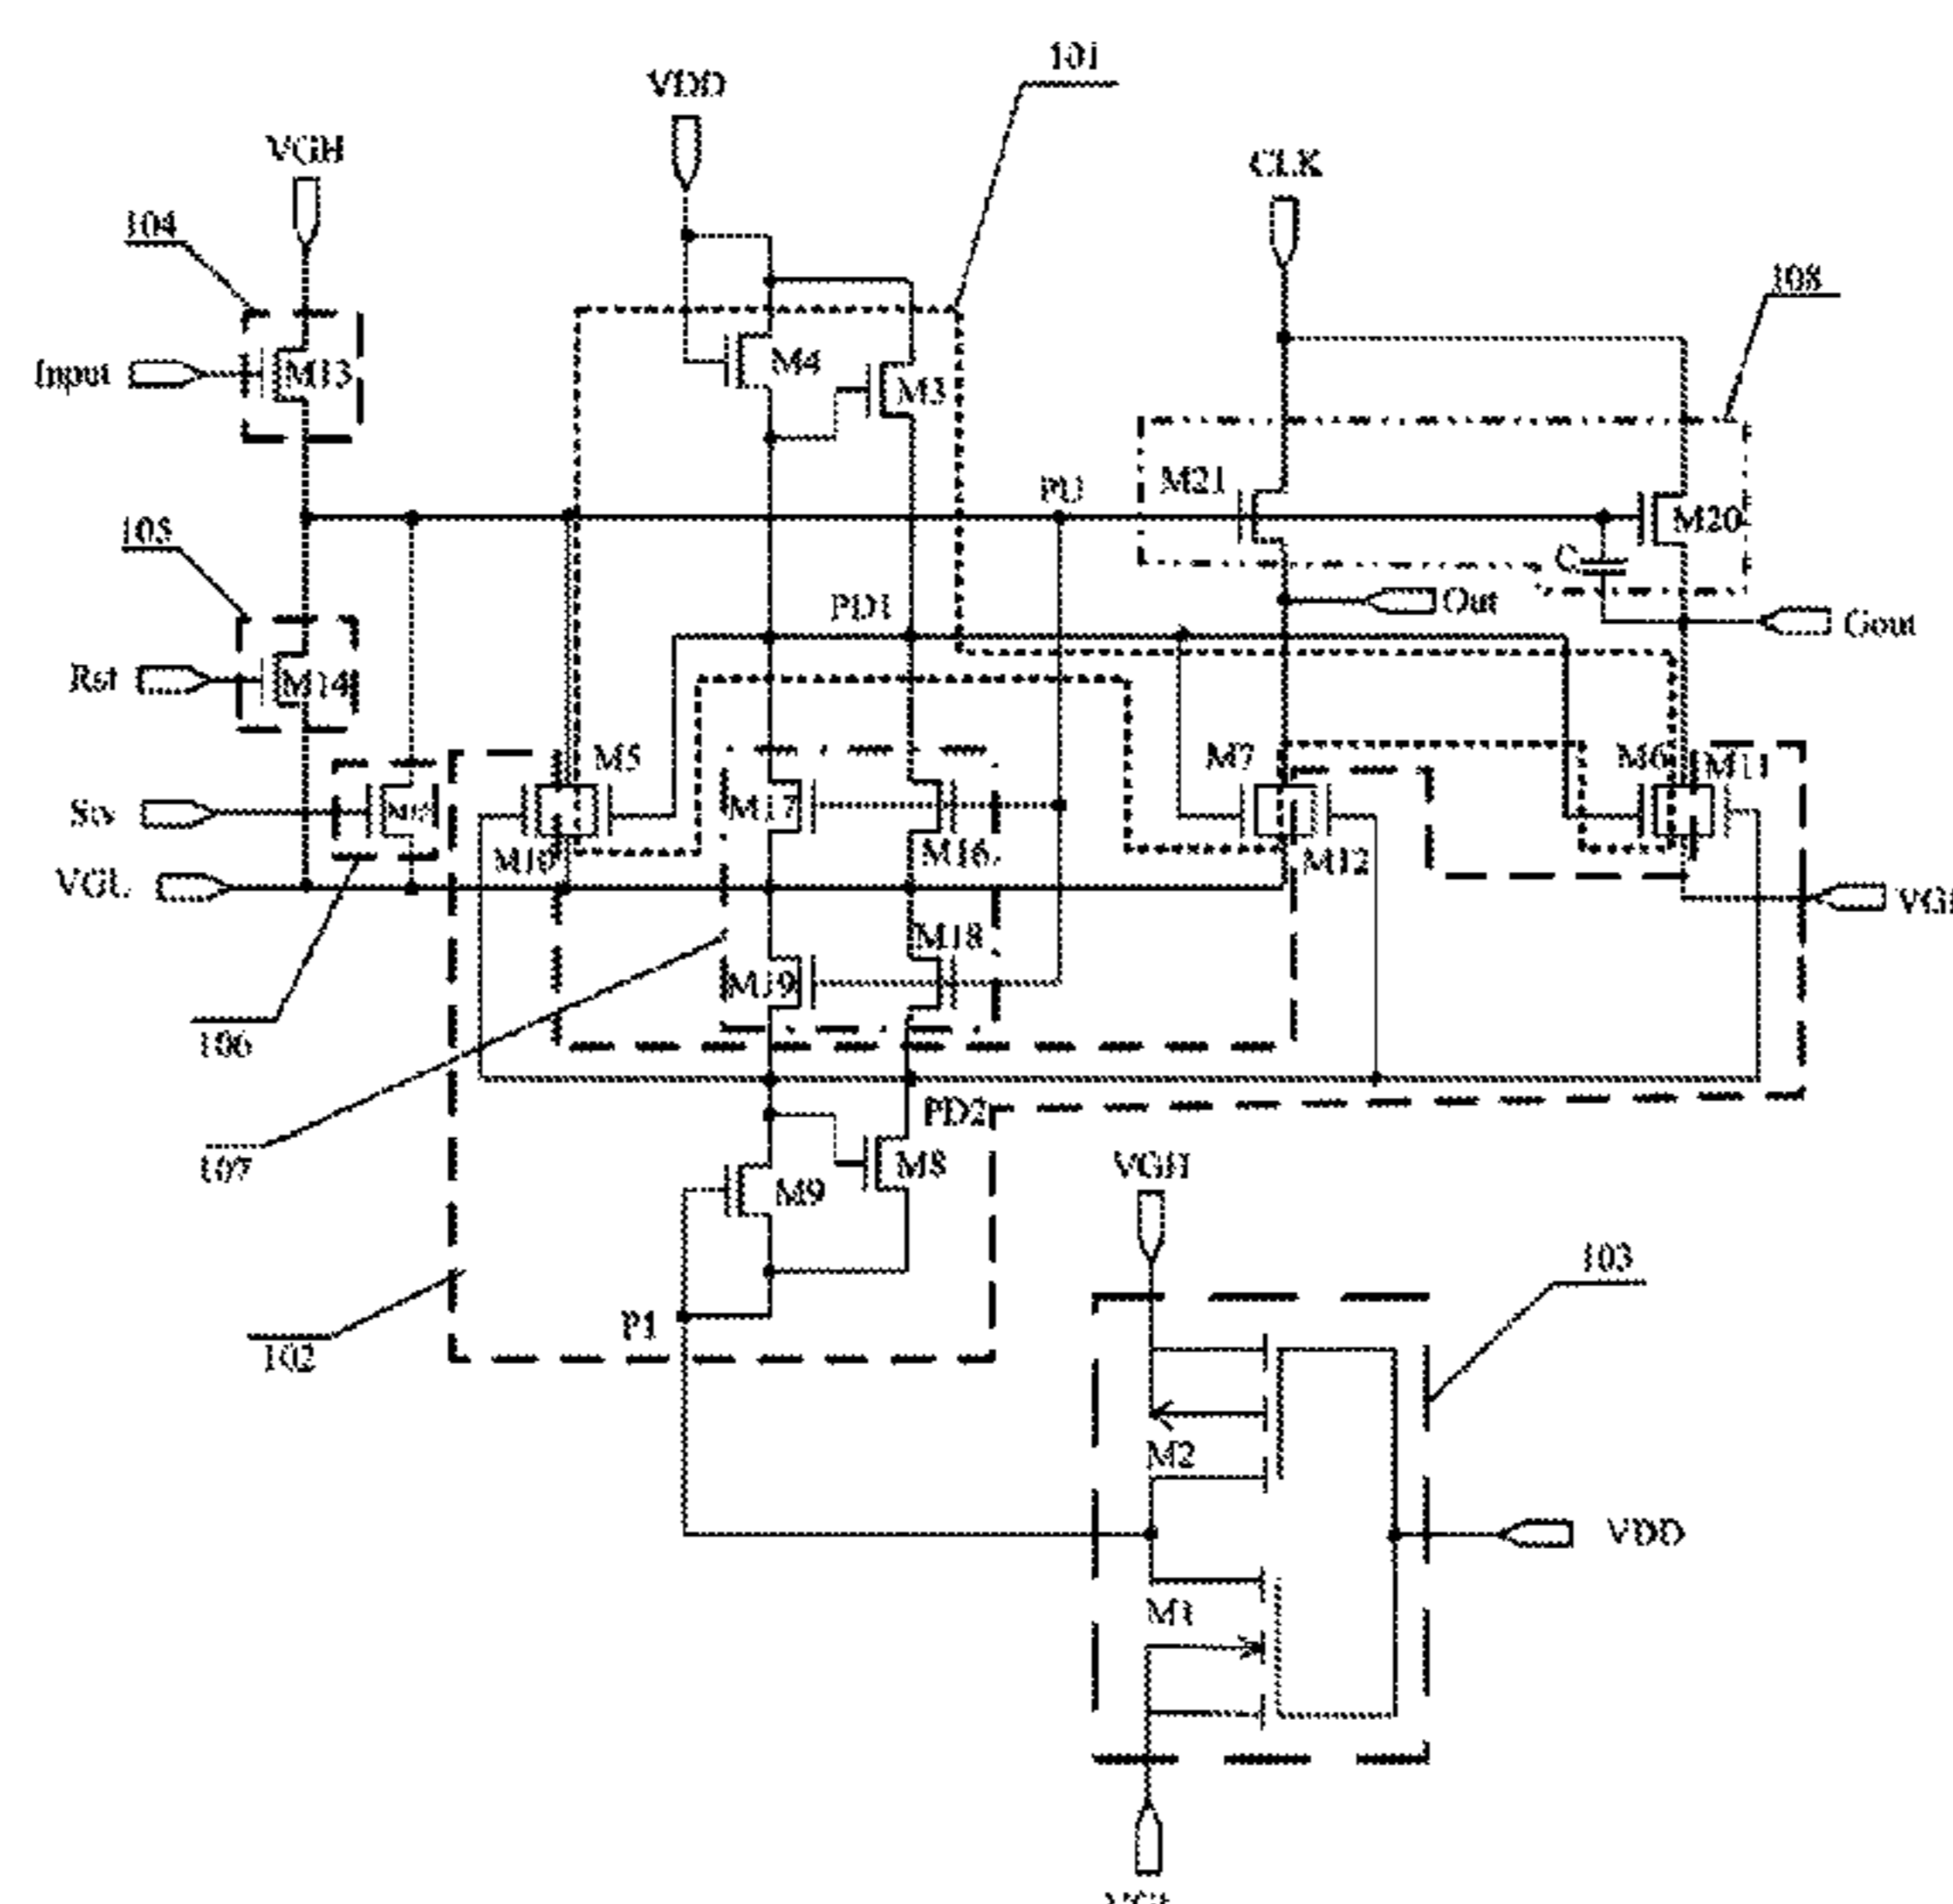 101
VDD
VGH
CLK
104
108
Input
M13
M4
M3
M21
PU
M20
105
C
Out
PD1
Gout
Rst
M14
M5
M7
M6
M11
Stv
M17
M10
M16
M12
VGL
M18
M19
106
PD2
107
M8
VGH
M9
103
P1
102
M2
VDD
M1